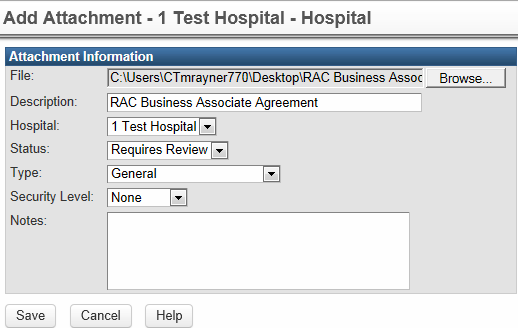 Add Attachment - 1 Test Hospital - Hospital
Attachment Information
File: C:\Users\CTmrayner770\Desktop\RAC Business Assoc Browse...
Description: RAC Business Associate Agreement
Hospital: 1 Test Hospital
Status: Requires Review
Type: General
Security Level: None
Notes:
Save Cancel Help